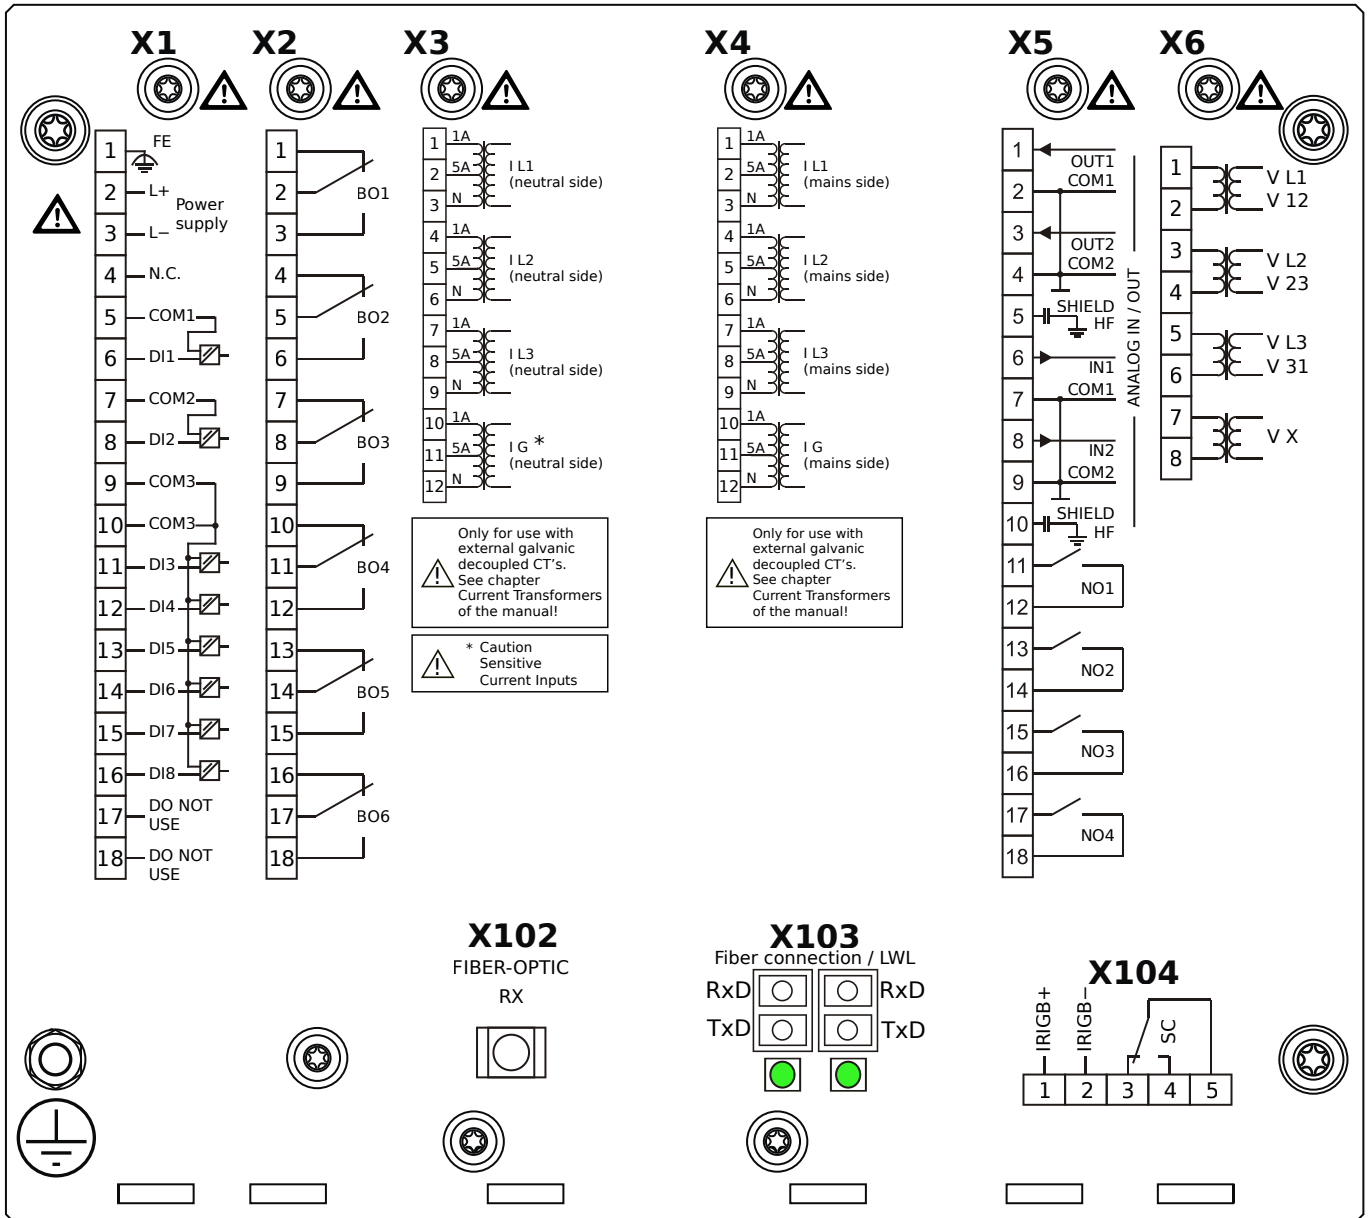 X1
X2
X3
X4
X5
X6
1
FE
2
L+
Power
supply
3
L−
4
N.C.
5
COM1
6
DI1
7
COM2
8
DI2
9
COM3
10
COM3
11
DI3
12
DI4
13
DI5
14
DI6
15
DI7
16
DI8
17
DO NOT
USE
18
DO NOT
USE
1
2
BO1
3
4
5
BO2
6
7
8
BO3
9
10
11
BO4
12
13
14
BO5
15
16
17
BO6
18
1 1A
2 5A
3 N
I L1
(neutral side)
4 1A
5 5A
6 N
I L2
(neutral side)
7 1A
8 5A
9 N
I L3
(neutral side)
10 1A
11 5A
12 N
I G *
(neutral side)
Only for use with
external galvanic
decoupled CT's.
See chapter
Current Transformers
of the manual!
* Caution
Sensitive
Current Inputs
1 1A
2 5A
3 N
I L1
(mains side)
4 1A
5 5A
6 N
I L2
(mains side)
7 1A
8 5A
9 N
I L3
(mains side)
10 1A
11 5A
12 N
I G
(mains side)
Only for use with
external galvanic
decoupled CT's.
See chapter
Current Transformers
of the manual!
1
OUT1
2
COM1
3
OUT2
4
COM2
5
SHIELD
HF
6
IN1
7
COM1
8
IN2
9
COM2
10
SHIELD
HF
ANALOG IN / OUT
11
NO1
12
13
NO2
14
15
NO3
16
17
NO4
18
1
V L1
2
V 12
3
V L2
4
V 23
5
V L3
6
V 31
7
V X
8
X102
FIBER-OPTIC
RX
X103
Fiber connection / LWL
RxD RxD
TxD TxD
X104
IRIGB+
IRIGB−
SC
1 2 3 4 5